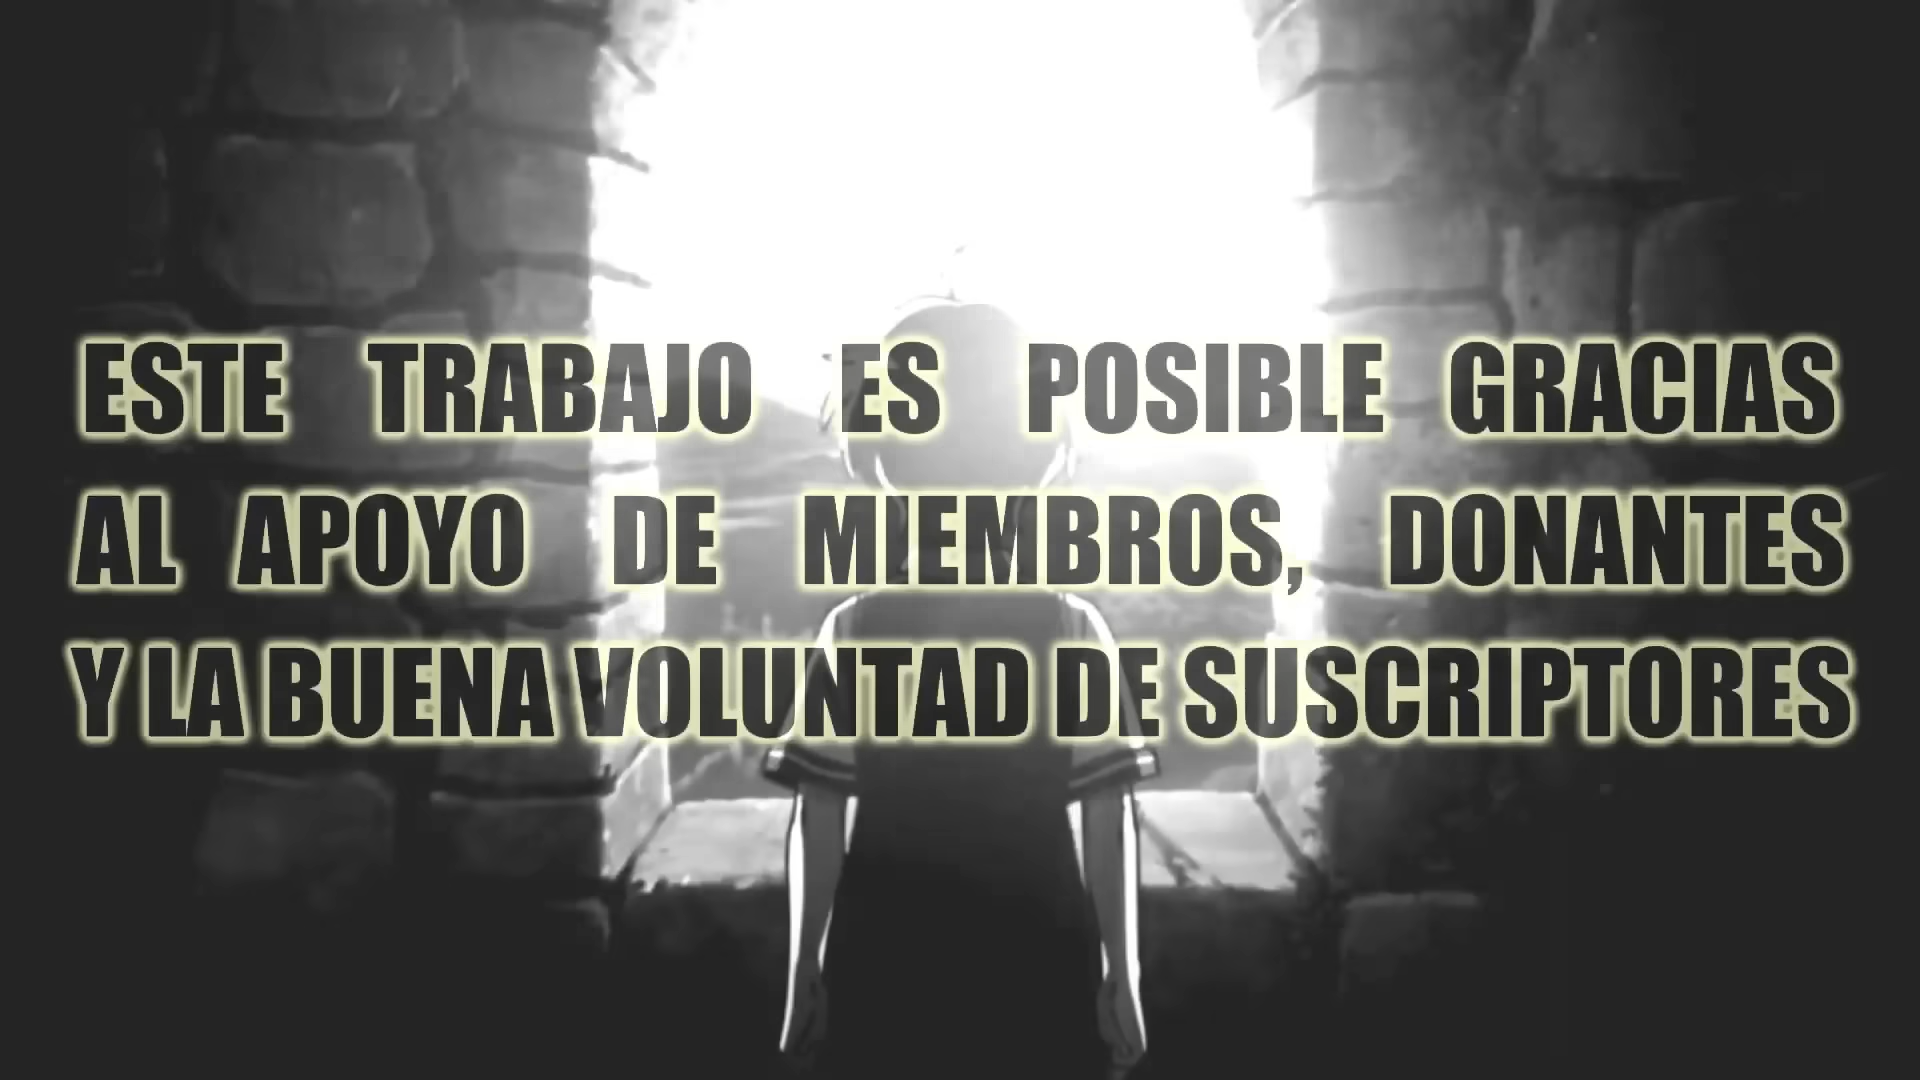 ESTE TRABAJO ES POSIBLE GRACIAS
AL APOYO DE MIEMBROS, DONANTES
Y LA BUENA VOLUNTAD DE SUSCRIPTORES